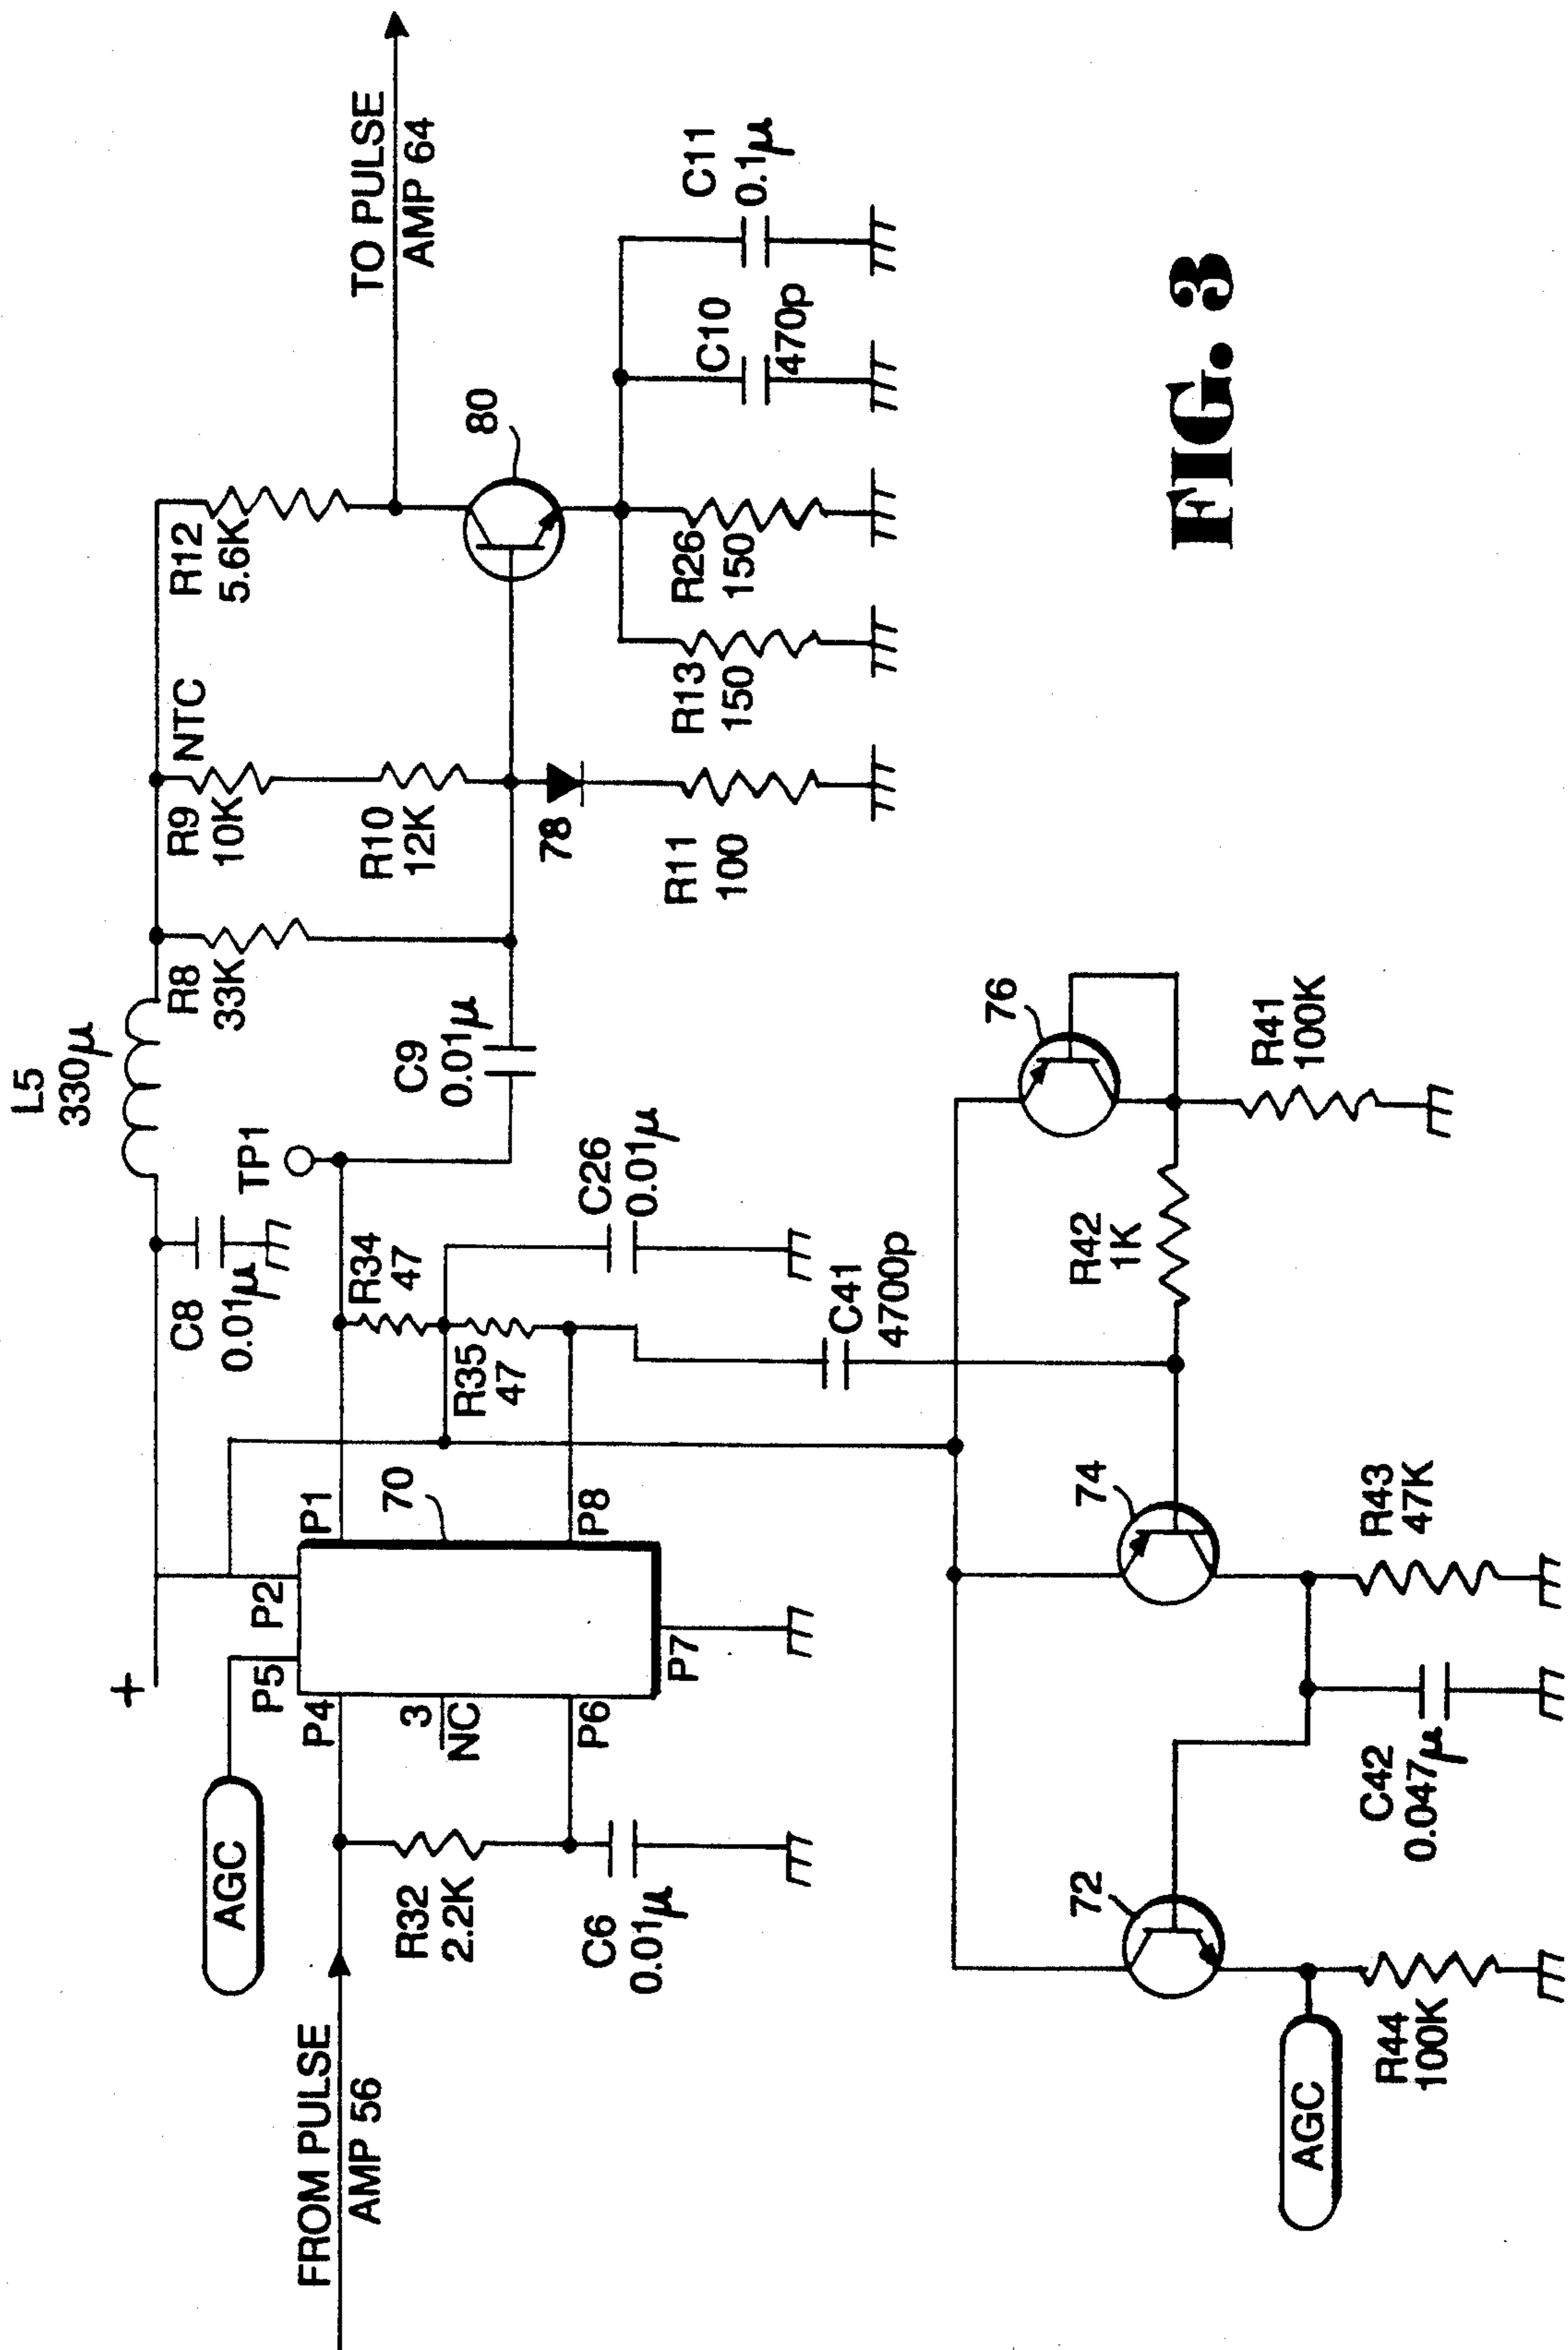 FROM PULSE
AMP 56
AGC
+
P5
P2
P4
P1
3
NC
70
P6
P8
P7
R32
2.2K
C6
0.01μ
C8
0.01μ
L5
330μ
TP1
R34
47
R35
47
C26
0.01μ
C41
4700p
C9
0.01μ
R8
33K
R9
10K
NTC
R10
12K
78
R11
100
R12
5.6K
80
TO PULSE
AMP 64
R13
150
R26
150
C10
470p
C11
0.1μ
72
74
76
R42
1K
R41
100K
R43
47K
C42
0.047μ
R44
100K
AGC
FIG. 3